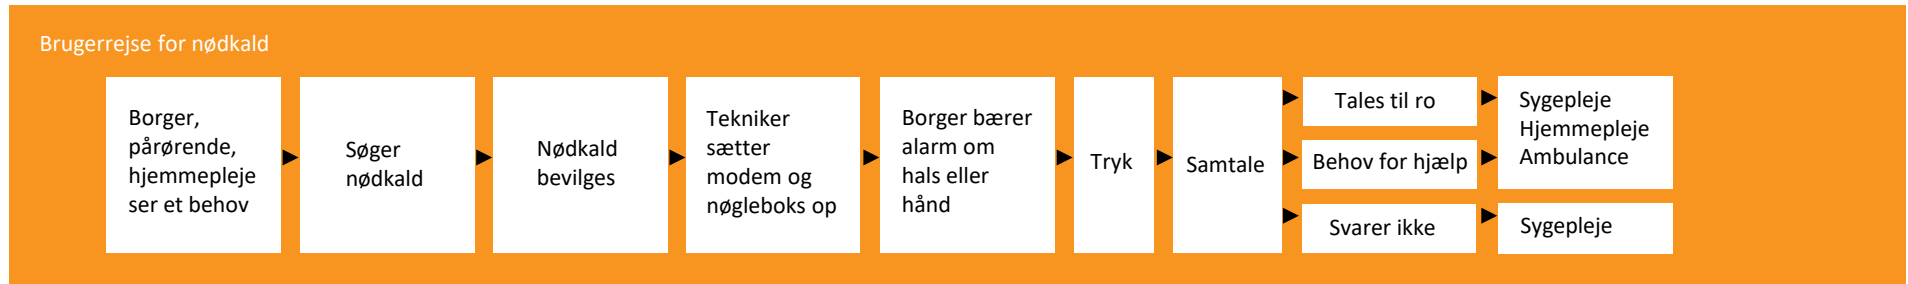 Brugerrejse for nødkald
Borger,
pårørende,
hjemmepleje
ser et behov
Søger
nødkald
Nødkald
bevilges
Tekniker
sætter
modem og
nøgleboks op
Borger bærer
alarm om
hals eller
hånd
Tryk
Samtale
Tales til ro
Behov for hjælp
Svarer ikke
Sygepleje
Hjemmepleje
Ambulance
Sygepleje